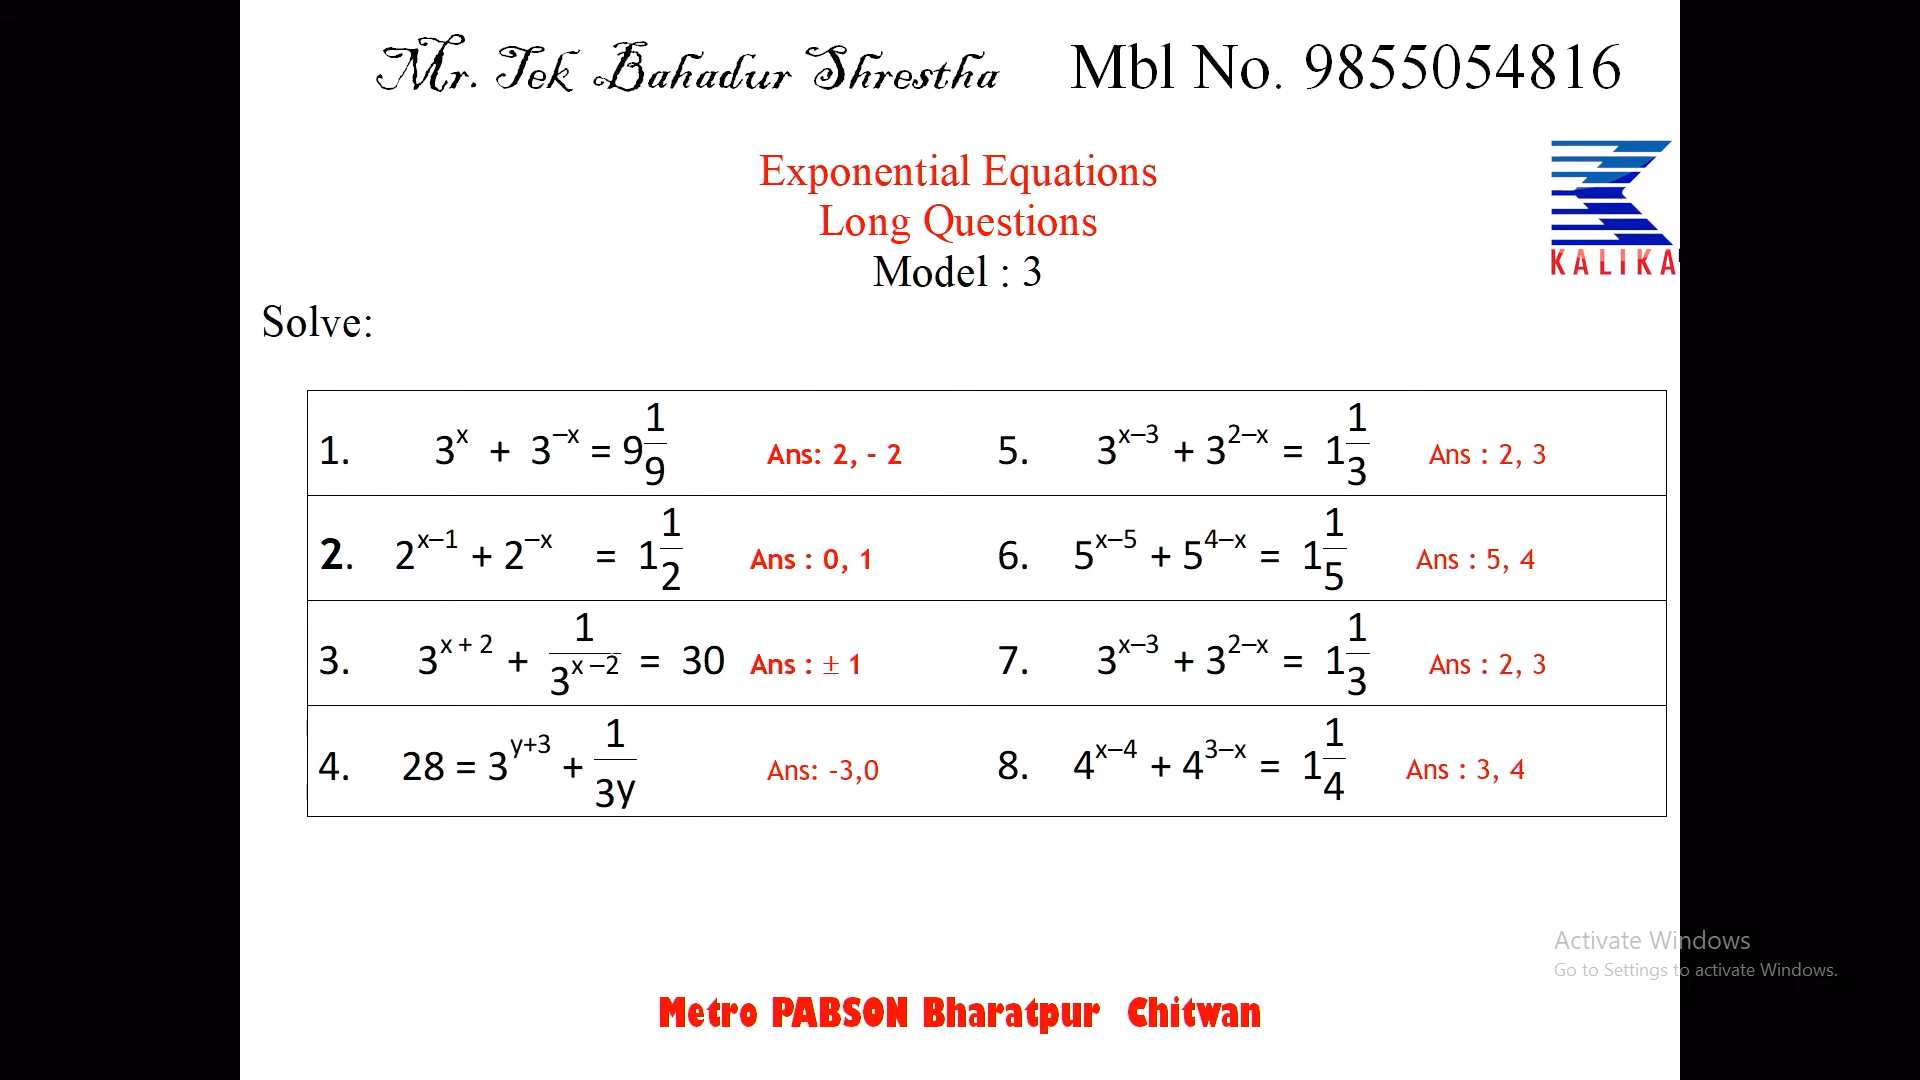 Mr. Tek Bahadur Shrestha Mbl No. 9855054816
Exponential Equations
Long Questions
Model : 3
KALIKA
Solve:
1. 3^x + 3^–x = 9 1/9 Ans: 2, - 2 5. 3^x–3 + 3^2–x = 1 1/3 Ans : 2, 3
2. 2^x–1 + 2^–x = 1 1/2 Ans : 0, 1 6. 5^x–5 + 5^4–x = 1 1/5 Ans : 5, 4
3. 3^x + 2 + 1/3^x –2 = 30 Ans : ± 1 7. 3^x–3 + 3^2–x = 1 1/3 Ans : 2, 3
4. 28 = 3^y+3 + 1/3y Ans: -3,0 8. 4^x–4 + 4^3–x = 1 1/4 Ans : 3, 4
Activate Windows
Go to Settings to activate Windows.
Metro PABSON Bharatpur Chitwan